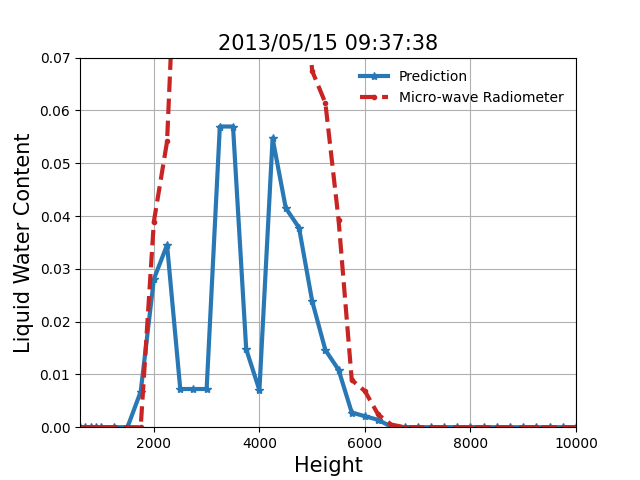 2013/05/15 09:37:38
Prediction
Micro-wave Radiometer
Liquid Water Content
0.07
0.06
0.05
0.04
0.03
0.02
0.01
0.00
2000 4000 6000 8000 10000
Height